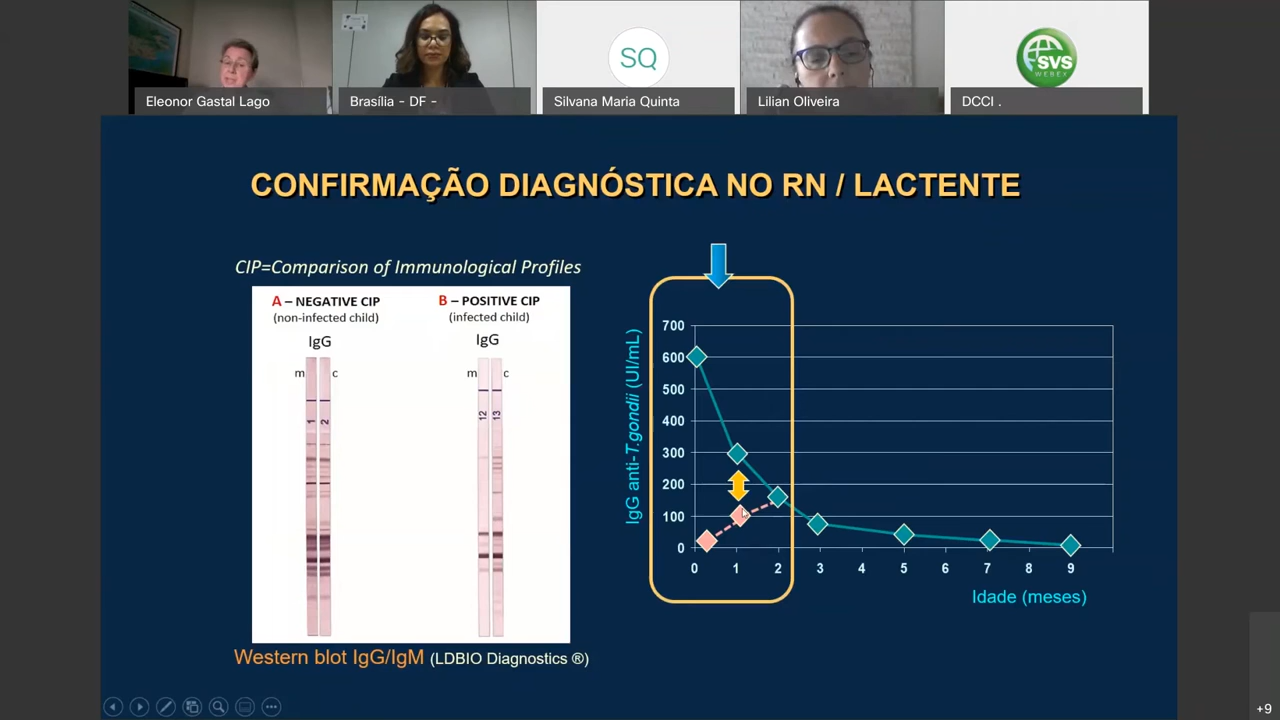 SQ
SVS
WEBEX
Eleonor Gastal Lago
Brasília - DF -
Silvana Maria Quinta
Lilian Oliveira
DCCI .
CONFIRMAÇÃO DIAGNÓSTICA NO RN / LACTENTE
CIP=Comparison of Immunological Profiles
A – NEGATIVE CIP
(non-infected child)
IgG
m c
1 2
B – POSITIVE CIP
(infected child)
IgG
m c
12 13
Western blot IgG/IgM (LDBIO Diagnostics ®)
IgG anti-T.gondii (UI/mL)
700
600
500
400
300
200
100
0
0 1 2 3 4 5 6 7 8 9
Idade (meses)
+9